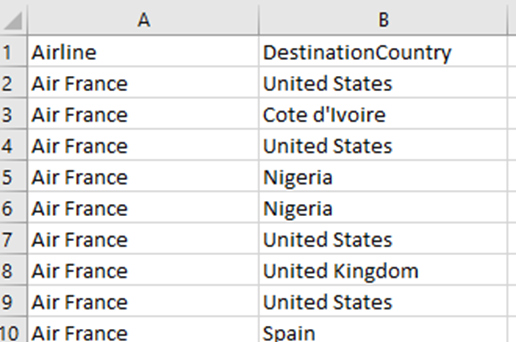 A B
1 Airline DestinationCountry
2 Air France United States
3 Air France Cote d'Ivoire
4 Air France United States
5 Air France Nigeria
6 Air France Nigeria
7 Air France United States
8 Air France United Kingdom
9 Air France United States
10 Air France Spain